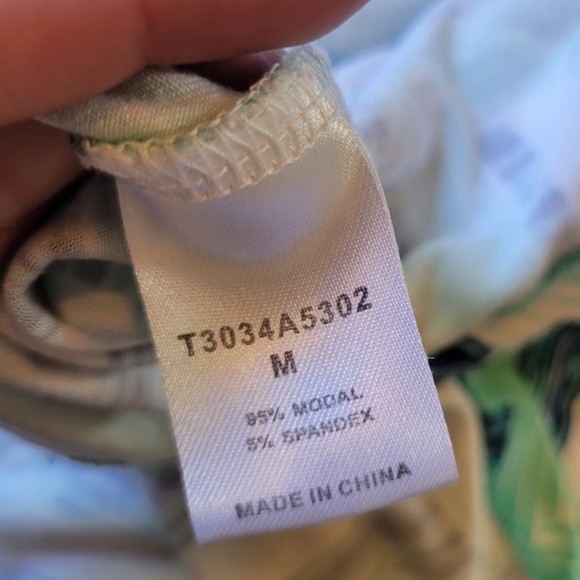 T3034A5302
M
95% MODAL
5% SPANDEX
MADE IN CHINA